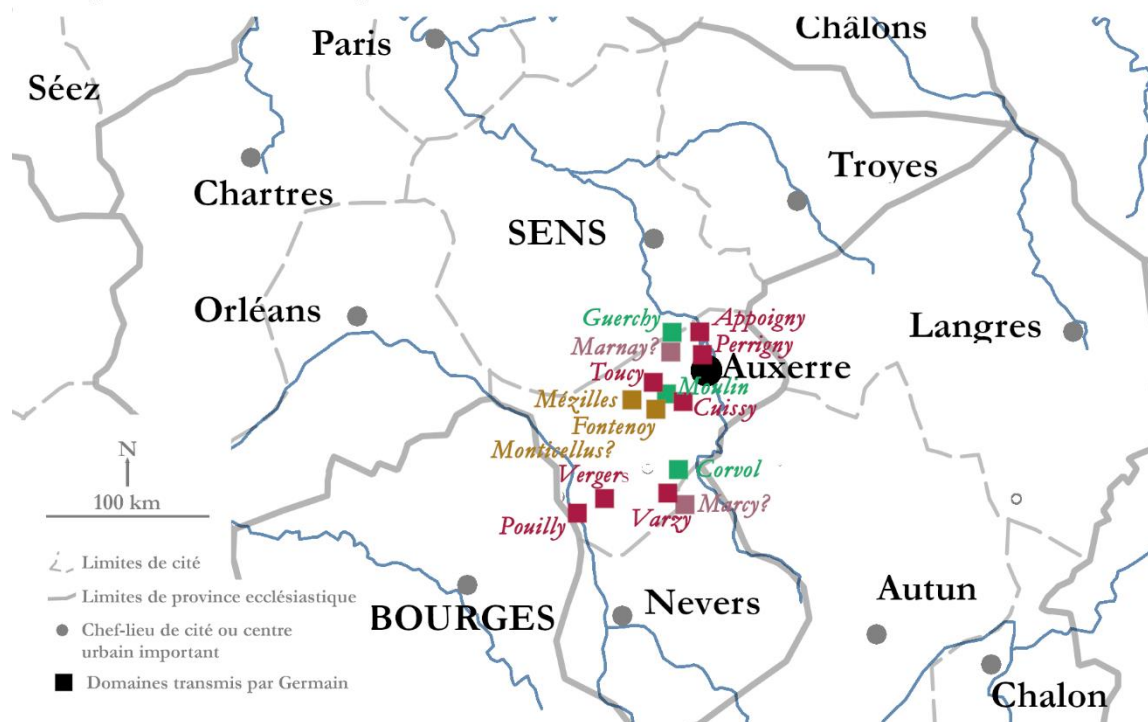 Paris
Châlons
Séez
Troyes
Chartres
SENS
Orléans
Guerchy
Appoigny
Langres
Marnay?
Perrigny
Toucy
Auxerre
Moulin
Mézilles
Cuissy
Fontenoy
Monticellus?
N
Vergers
Corvol
100 km
Marcy?
Pouilly
Varzy
Limites de cité
Autun
Limites de province ecclésiastique
BOURGES
Nevers
Chef-lieu de cité ou centre
urbain important
Domaines transmis par Germain
Chalon